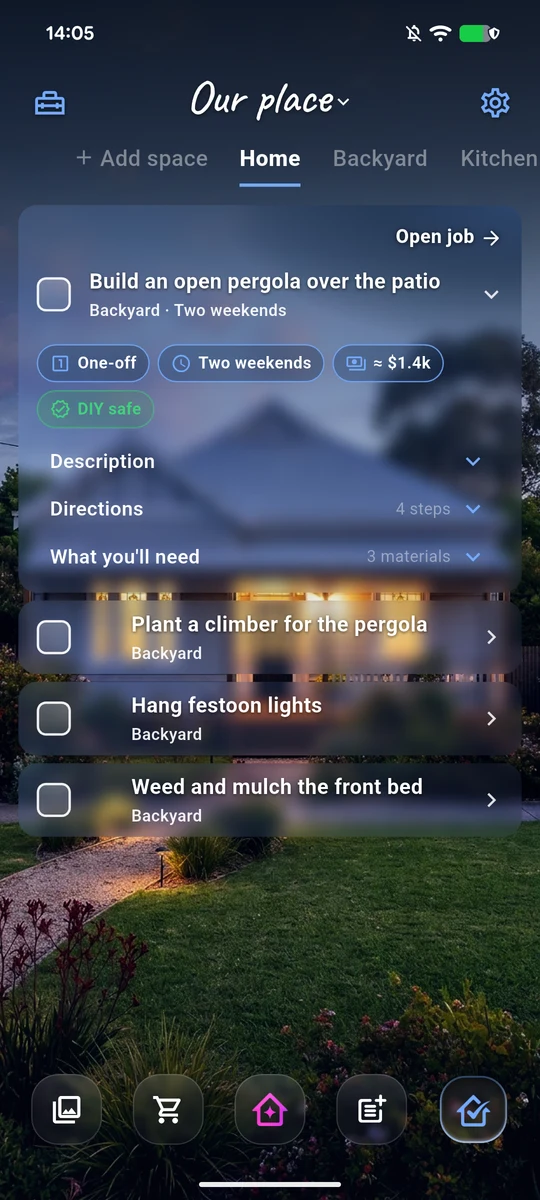 14:05
Our place
+ Add space Home Backyard Kitchen
Open job →
Build an open pergola over the patio
Backyard · Two weekends
1 One-off Two weekends ≈ $1.4k
DIY safe
Description
Directions 4 steps
What you'll need 3 materials
Plant a climber for the pergola
Backyard
Hang festoon lights
Backyard
Weed and mulch the front bed
Backyard